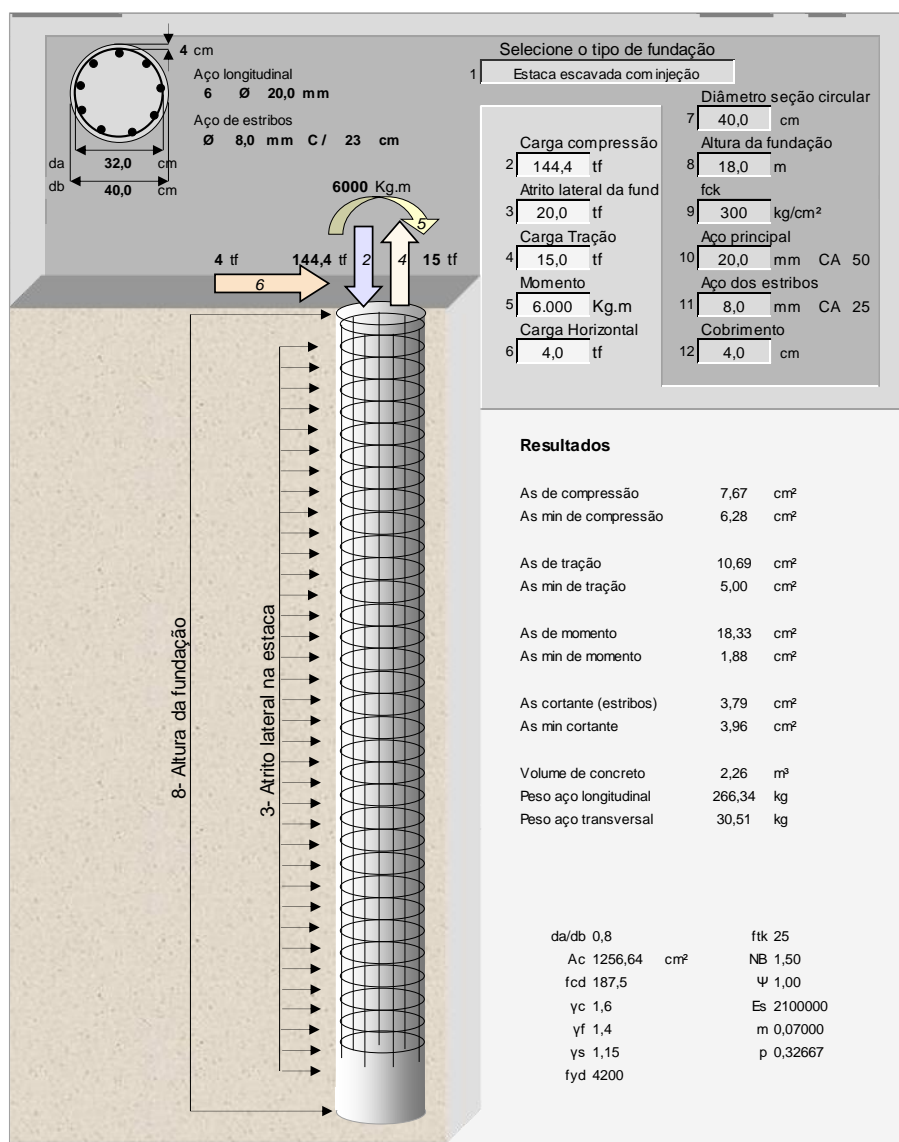 4 cm
Aço longitudinal
6 Ø 20,0 mm
Aço de estribos
Ø 8,0 mm C / 23 cm
da 32,0 cm
db 40,0 cm
Selecione o tipo de fundação
1 Estaca escavada com injeção
Carga compressão
2 144,4 tf
Atrito lateral da fund
3 20,0 tf
Carga Tração
4 15,0 tf
Momento
5 6.000 Kg.m
Carga Horizontal
6 4,0 tf
Diâmetro seção circular
7 40,0 cm
Altura da fundação
8 18,0 m
fck
9 300 kg/cm²
Aço principal
10 20,0 mm CA 50
Aço dos estribos
11 8,0 mm CA 25
Cobrimento
12 4,0 cm
6000 Kg.m
5
4 tf 144,4 tf 2 4 15 tf
6
8- Altura da fundação
3- Atrito lateral na estaca
Resultados
As de compressão 7,67 cm²
As min de compressão 6,28 cm²
As de tração 10,69 cm²
As min de tração 5,00 cm²
As de momento 18,33 cm²
As min de momento 1,88 cm²
As cortante (estribos) 3,79 cm²
As min cortante 3,96 cm²
Volume de concreto 2,26 m³
Peso aço longitudinal 266,34 kg
Peso aço transversal 30,51 kg
da/db 0,8 ftk 25
Ac 1256,64 cm² NB 1,50
fcd 187,5 Ψ 1,00
γc 1,6 Es 2100000
γf 1,4 m 0,07000
γs 1,15 p 0,32667
fyd 4200